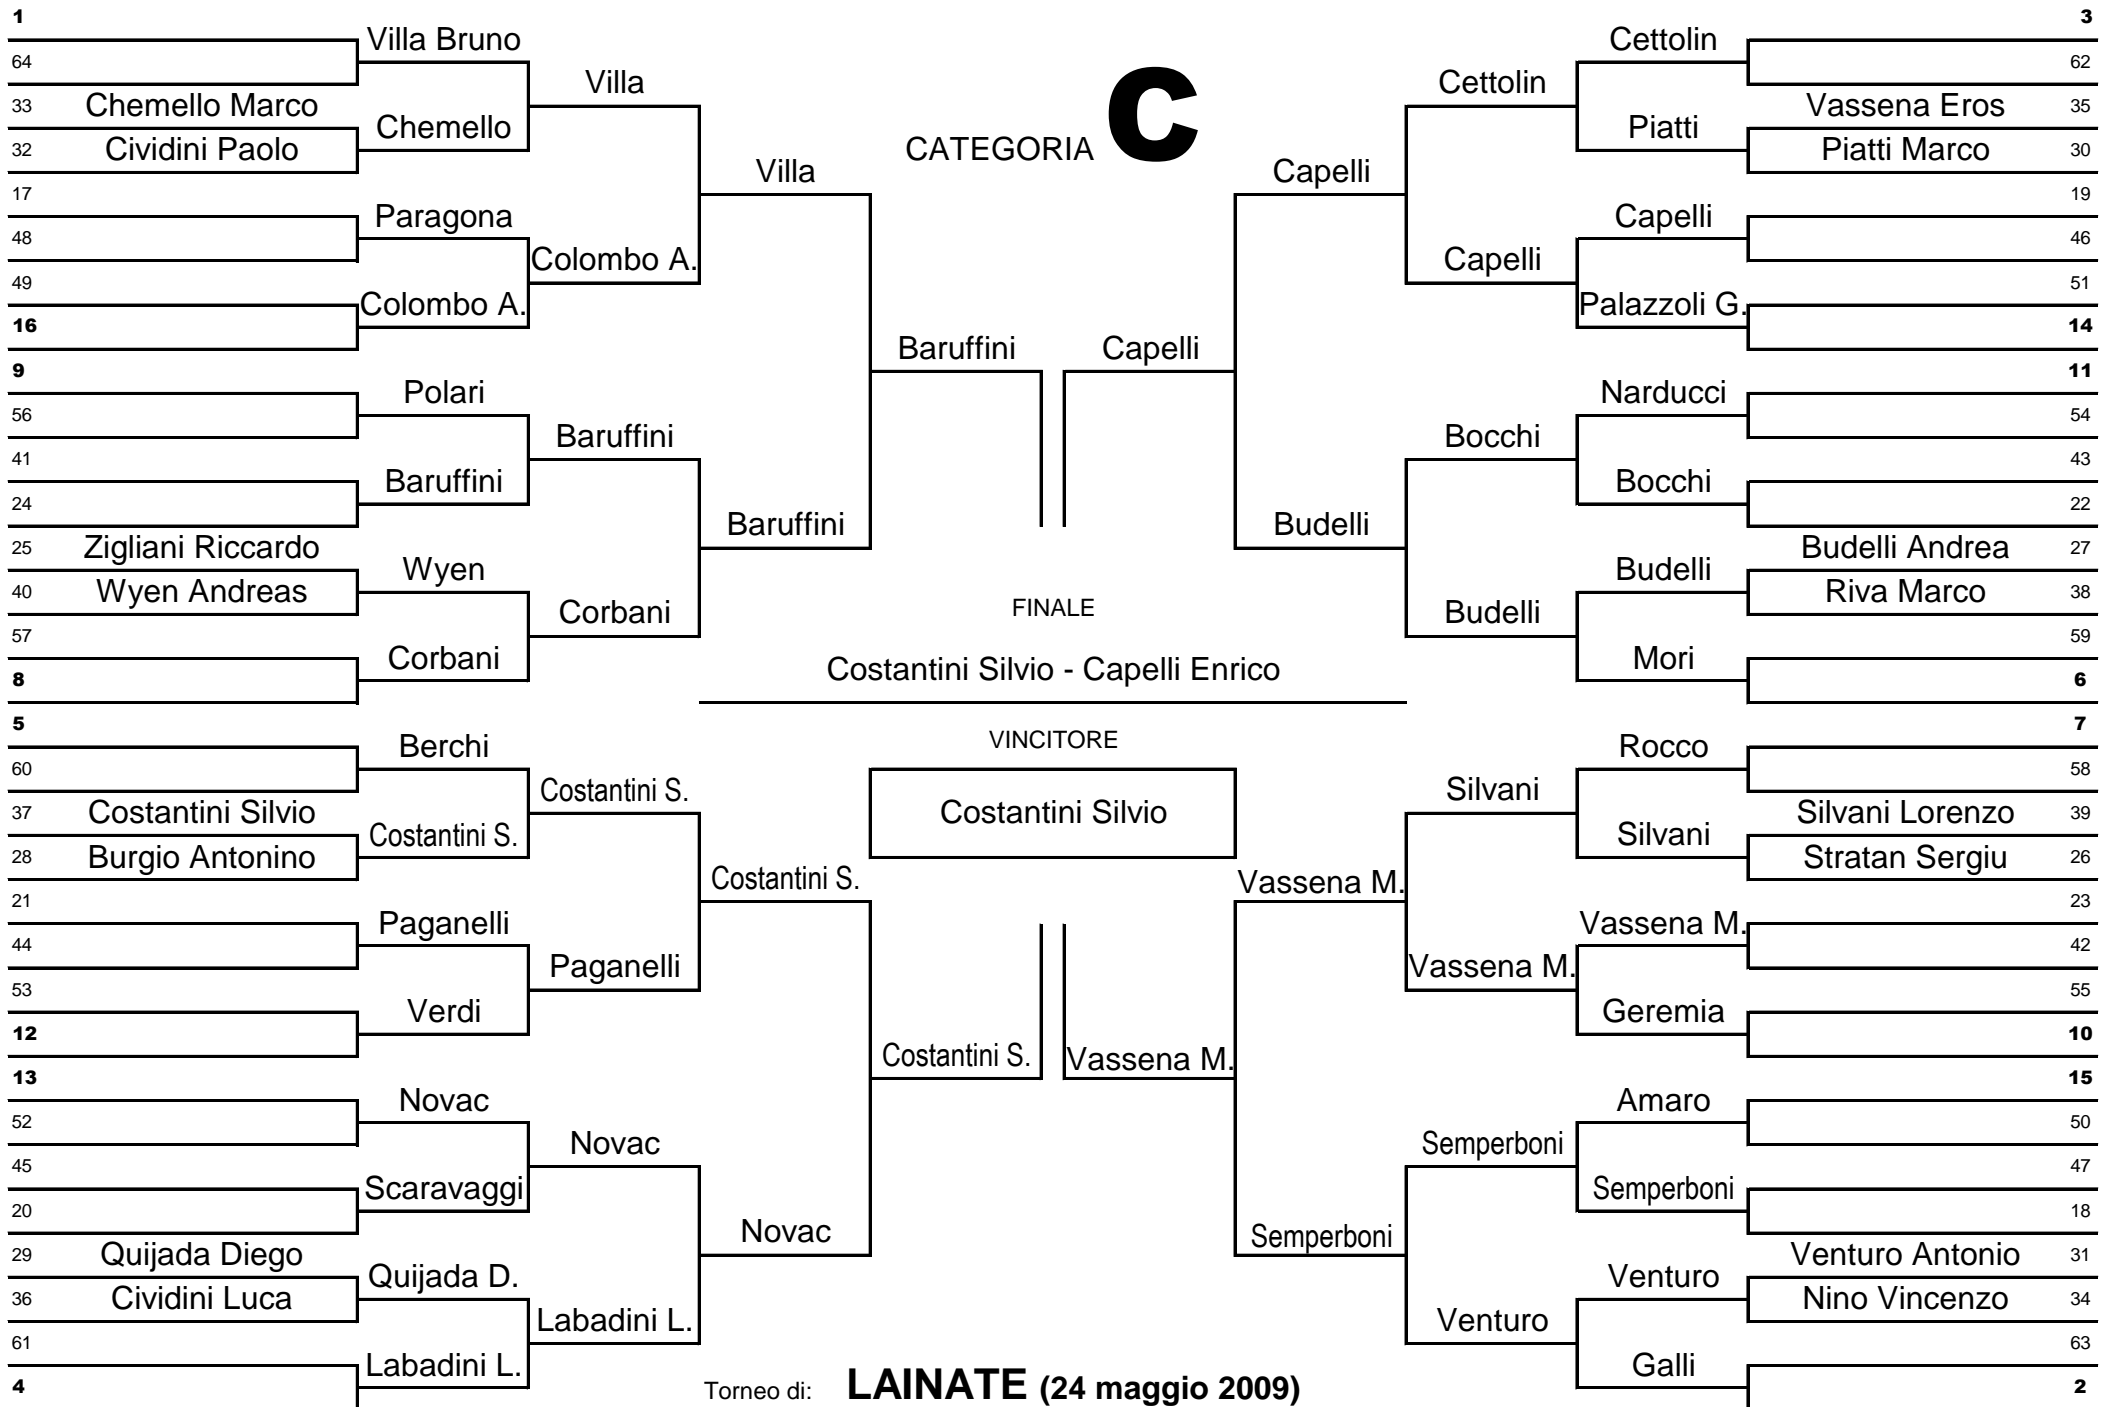 1
Villa Bruno
64
Villa
33 Chemello Marco
Chemello
32 Cividini Paolo
Villa
17
Paragona
48
Colombo A.
49
Colombo A.
16
Baruffini
9
Polari
56
Baruffini
41
Baruffini
24
Baruffini
25 Zigliani Riccardo
Wyen
40 Wyen Andreas
Corbani
57
Corbani
8
5
Berchi
60
Costantini S.
37 Costantini Silvio
Costantini S.
28 Burgio Antonino
Costantini S.
21
Paganelli
44
Paganelli
53
Verdi
12
Costantini S.
13
Novac
52
Novac
45
Scaravaggi
20
Novac
29 Quijada Diego
Quijada D.
36 Cividini Luca
Labadini L.
61
Labadini L.
4
CATEGORIA C
FINALE
Costantini Silvio - Capelli Enrico
VINCITORE
Costantini Silvio
Torneo di: LAINATE (24 maggio 2009)
3
Cettolin
62
Cettolin
Vassena Eros 35
Piatti
Piatti Marco 30
Capelli
19
Capelli
46
Capelli
51
Palazzoli G.
14
Capelli
11
Narducci
54
Bocchi
43
Bocchi
22
Budelli
Budelli Andrea 27
Budelli
Riva Marco 38
Budelli
59
Mori
6
7
Rocco
58
Silvani
Silvani Lorenzo 39
Silvani
Stratan Sergiu 26
Vassena M.
23
Vassena M.
42
Vassena M.
55
Geremia
10
Vassena M.
15
Amaro
50
Semperboni
47
Semperboni
18
Semperboni
Venturo Antonio 31
Venturo
Nino Vincenzo 34
Venturo
63
Galli
2